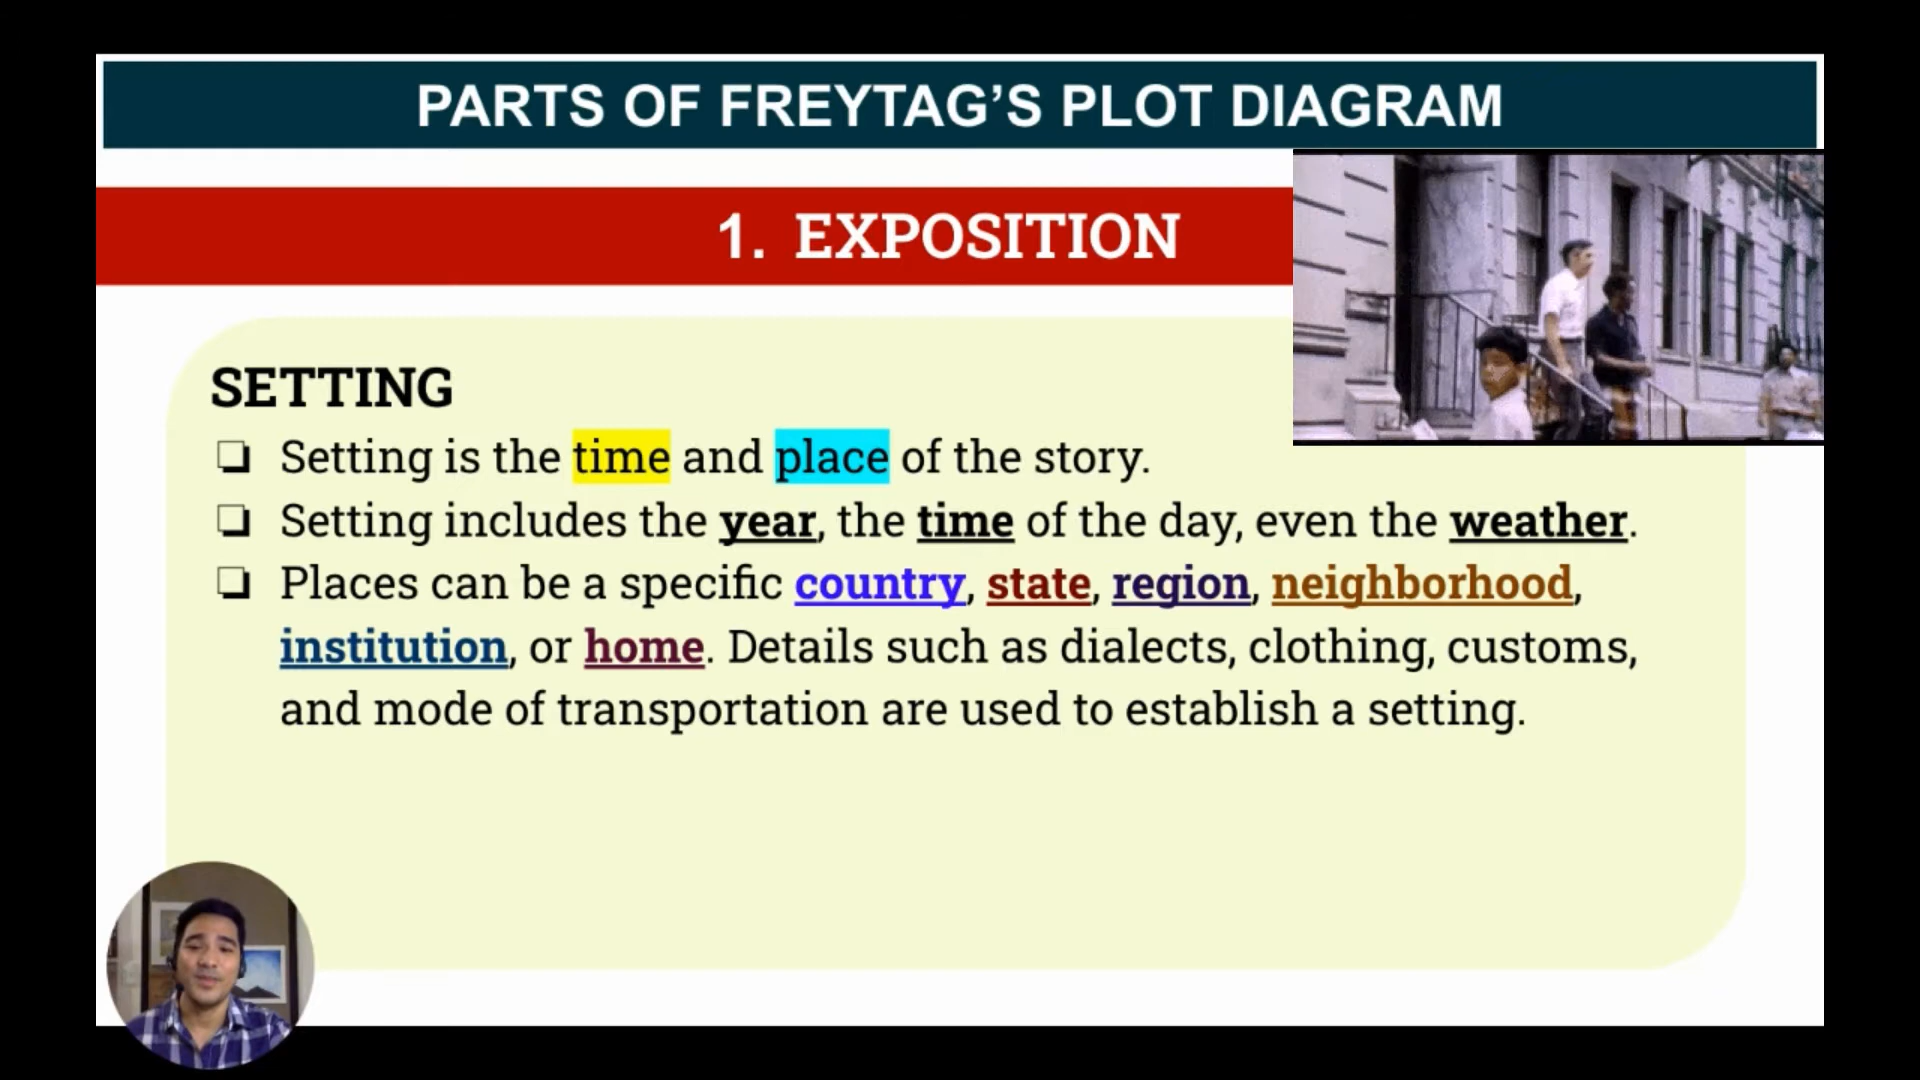 PARTS OF FREYTAG’S PLOT DIAGRAM
1. EXPOSITION
SETTING
❏ Setting is the time and place of the story.
❏ Setting includes the year, the time of the day, even the weather.
❏ Places can be a specific country, state, region, neighborhood,
institution, or home. Details such as dialects, clothing, customs,
and mode of transportation are used to establish a setting.